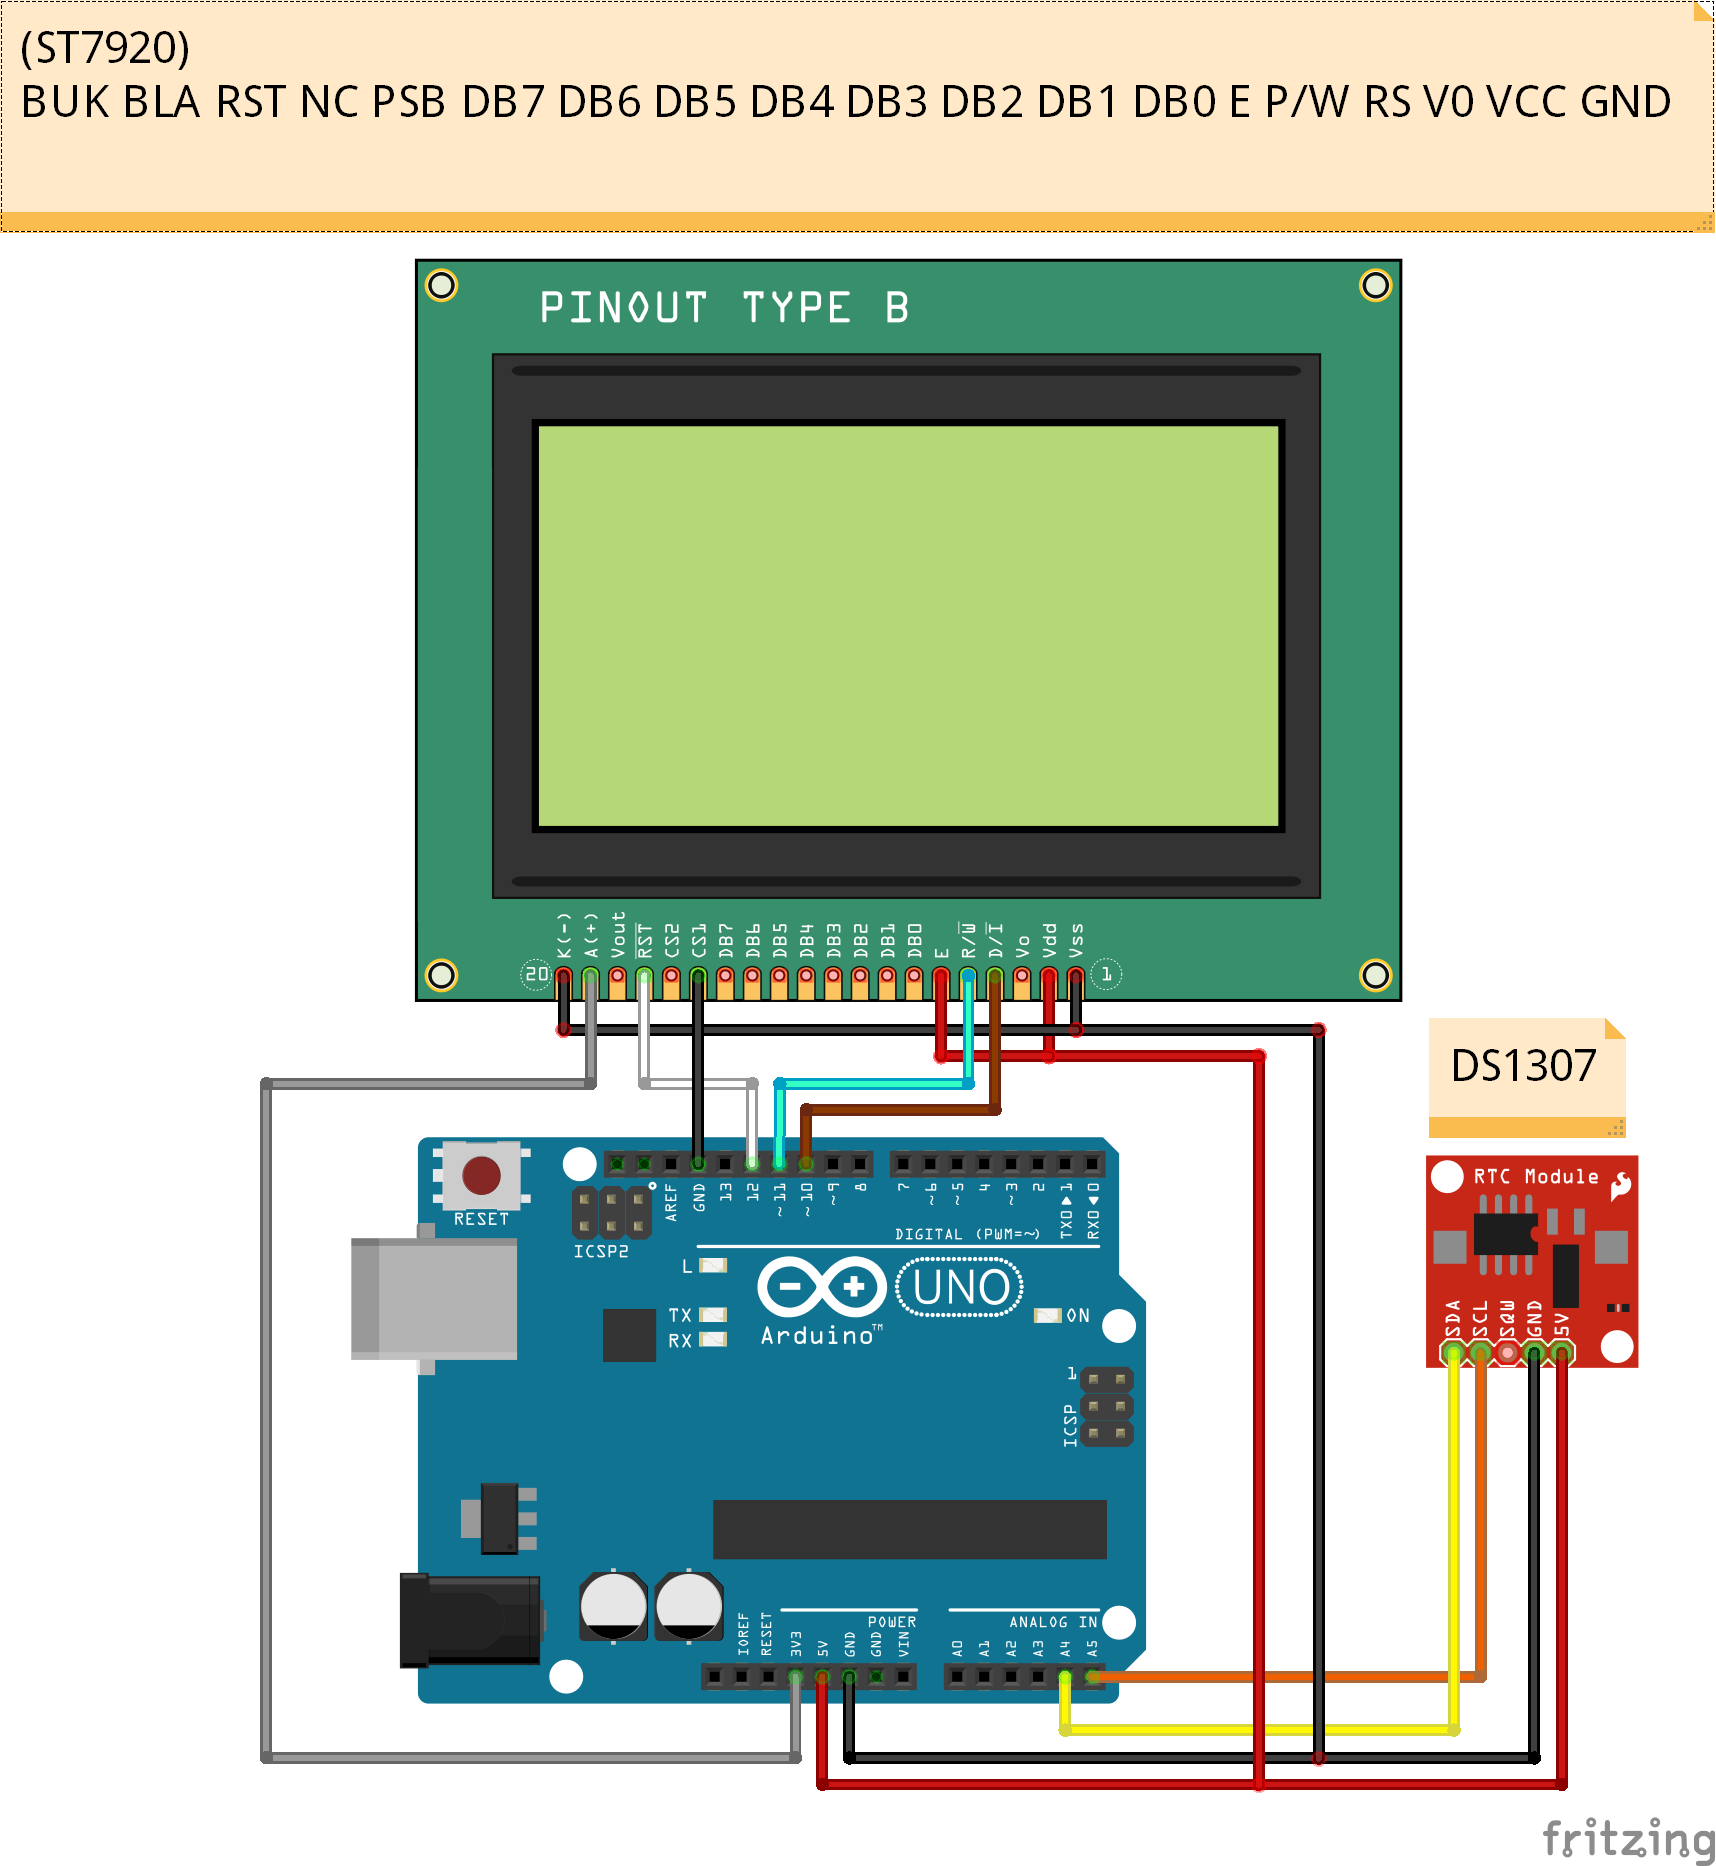 (ST7920)
BUK BLA RST NC PSB DB7 DB6 DB5 DB4 DB3 DB2 DB1 DB0 E P/W RS V0 VCC GND
PINOUT TYPE B
K(-) A(+) Vout RST CS2 CS1 DB7 DB6 DB5 DB4 DB3 DB2 DB1 DB0 E R/W D/I Vo Vdd Vss
20 1
DS1307
RTC Module
SDA SCL SQW GND 5V
RESET
ICSP2
AREF GND 13 12 ~11 ~10 ~9 8 7 ~6 ~5 4 ~3 2 TX0▶1 RX0◀0
DIGITAL (PWM=~)
L
TX
RX
UNO
ON
Arduino™
1
ICSP
POWER
ANALOG IN
IOREF RESET 3V3 5V GND GND VIN A0 A1 A2 A3 A4 A5
fritzing